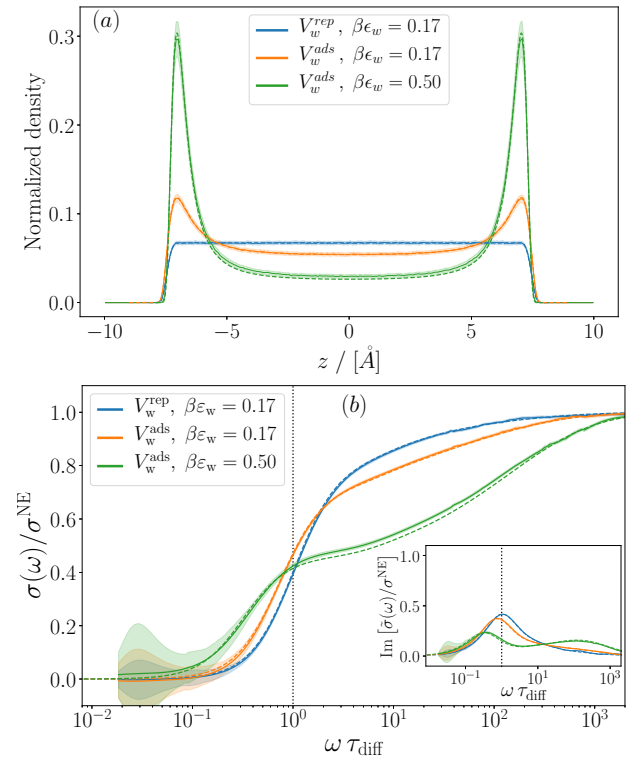 (a)
V_w^{rep}, βϵ_w = 0.17
V_w^{ads}, βϵ_w = 0.17
V_w^{ads}, βϵ_w = 0.50
Normalized density
0.3
0.2
0.1
0.0
−10 −5 0 5 10
z / [Å]
(b)
V_w^{rep}, βε_w = 0.17
V_w^{ads}, βε_w = 0.17
V_w^{ads}, βε_w = 0.50
σ(ω)/σ^{NE}
1.0
0.8
0.6
0.4
0.2
0.0
10^{−2} 10^{−1} 10^{0} 10^{1} 10^{2} 10^{3}
ω τ_{diff}
Im [σ̃(ω)/σ^{NE}]
1.0
0.5
0.0
10^{−1} 10^{1} 10^{3}
ω τ_{diff}